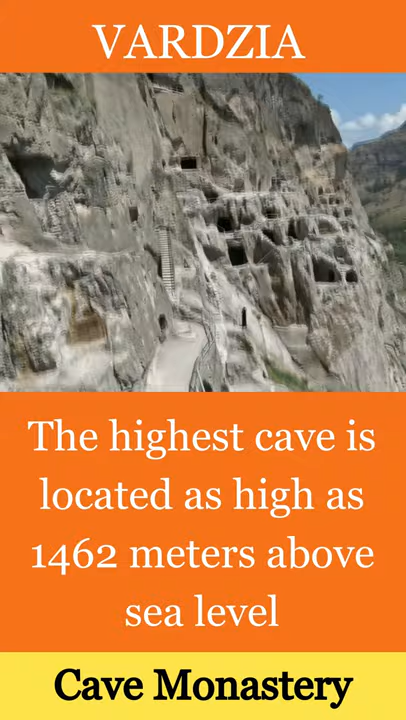 VARDZIA
The highest cave is
located as high as
1462 meters above
sea level
Cave Monastery